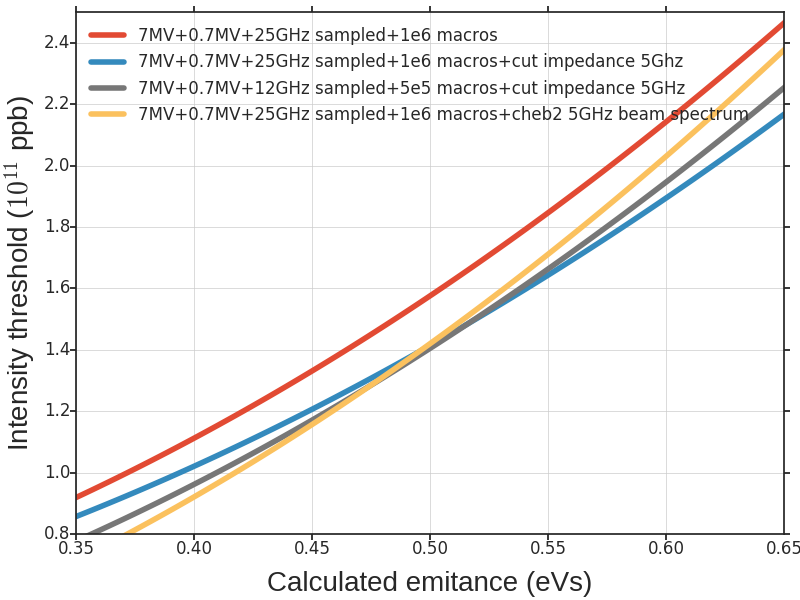 7MV+0.7MV+25GHz sampled+1e6 macros
7MV+0.7MV+25GHz sampled+1e6 macros+cut impedance 5Ghz
7MV+0.7MV+12GHz sampled+5e5 macros+cut impedance 5GHz
7MV+0.7MV+25GHz sampled+1e6 macros+cheb2 5GHz beam spectrum
Intensity threshold (10¹¹ ppb)
2.4
2.2
2.0
1.8
1.6
1.4
1.2
1.0
0.8
0.35 0.40 0.45 0.50 0.55 0.60 0.65
Calculated emitance (eVs)